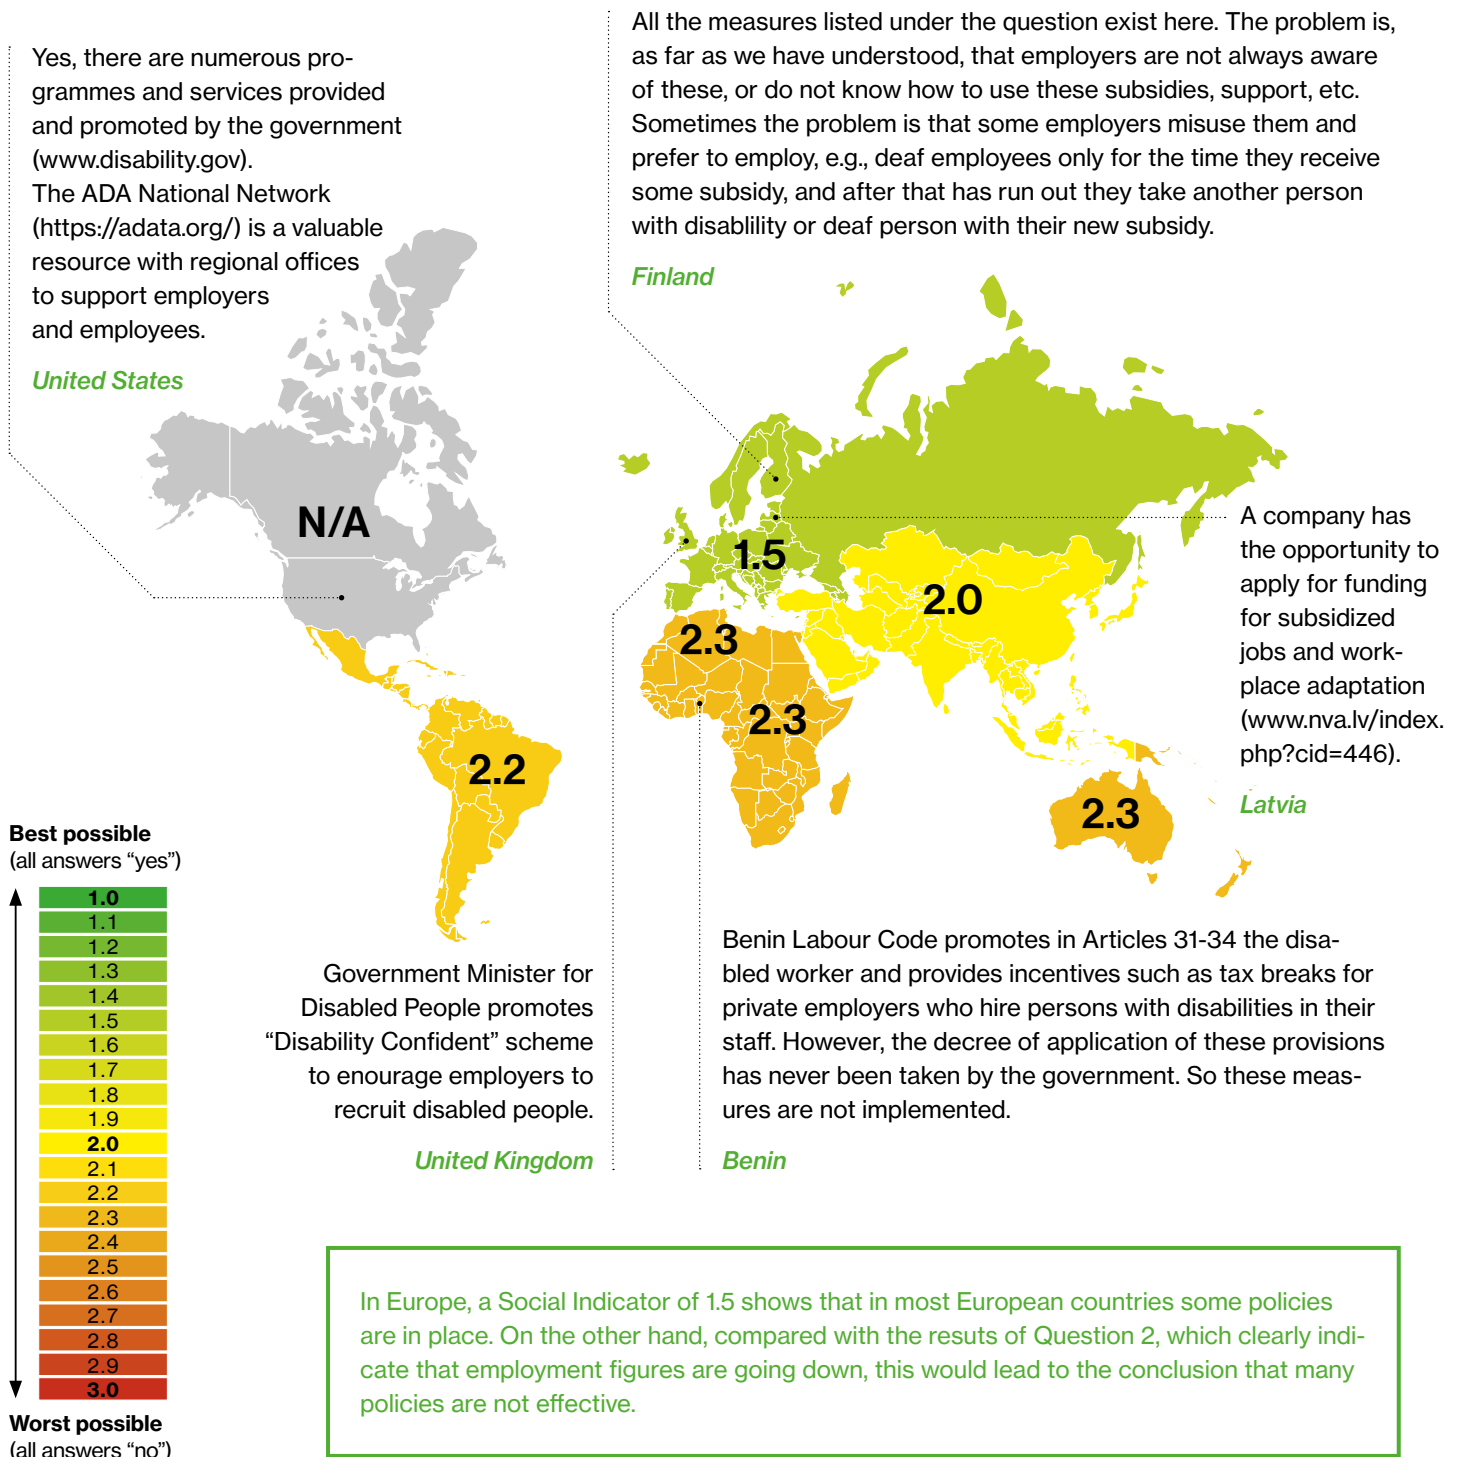 Yes, there are numerous pro-
grammes and services provided
and promoted by the government
(www.disability.gov).
The ADA National Network
(https://adata.org/) is a valuable
resource with regional offices
to support employers
and employees.
United States
All the measures listed under the question exist here. The problem is,
as far as we have understood, that employers are not always aware
of these, or do not know how to use these subsidies, support, etc.
Sometimes the problem is that some employers misuse them and
prefer to employ, e.g., deaf employees only for the time they receive
some subsidy, and after that has run out they take another person
with disablility or deaf person with their new subsidy.
Finland
N/A
1.5
2.0
2.3
2.3
2.2
2.3
A company has
the opportunity to
apply for funding
for subsidized
jobs and work-
place adaptation
(www.nva.lv/index.
php?cid=446).
Latvia
Best possible
(all answers “yes”)
1.0
1.1
1.2
1.3
1.4
1.5
1.6
1.7
1.8
1.9
2.0
2.1
2.2
2.3
2.4
2.5
2.6
2.7
2.8
2.9
3.0
Worst possible
(all answers “no”)
Government Minister for
Disabled People promotes
“Disability Confident” scheme
to enourage employers to
recruit disabled people.
United Kingdom
Benin Labour Code promotes in Articles 31-34 the disa-
bled worker and provides incentives such as tax breaks for
private employers who hire persons with disabilities in their
staff. However, the decree of application of these provisions
has never been taken by the government. So these meas-
ures are not implemented.
Benin
In Europe, a Social Indicator of 1.5 shows that in most European countries some policies
are in place. On the other hand, compared with the resuts of Question 2, which clearly indi-
cate that employment figures are going down, this would lead to the conclusion that many
policies are not effective.